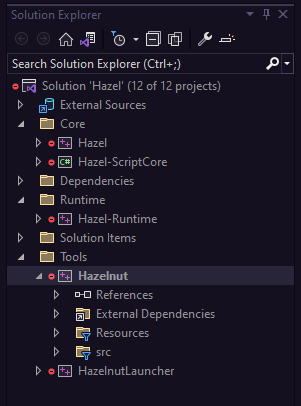 Solution Explorer
Search Solution Explorer (Ctrl+;)
Solution 'Hazel' (12 of 12 projects)
External Sources
Core
Hazel
C# Hazel-ScriptCore
Dependencies
Runtime
Hazel-Runtime
Solution Items
Tools
Hazelnut
References
External Dependencies
Resources
src
HazelnutLauncher